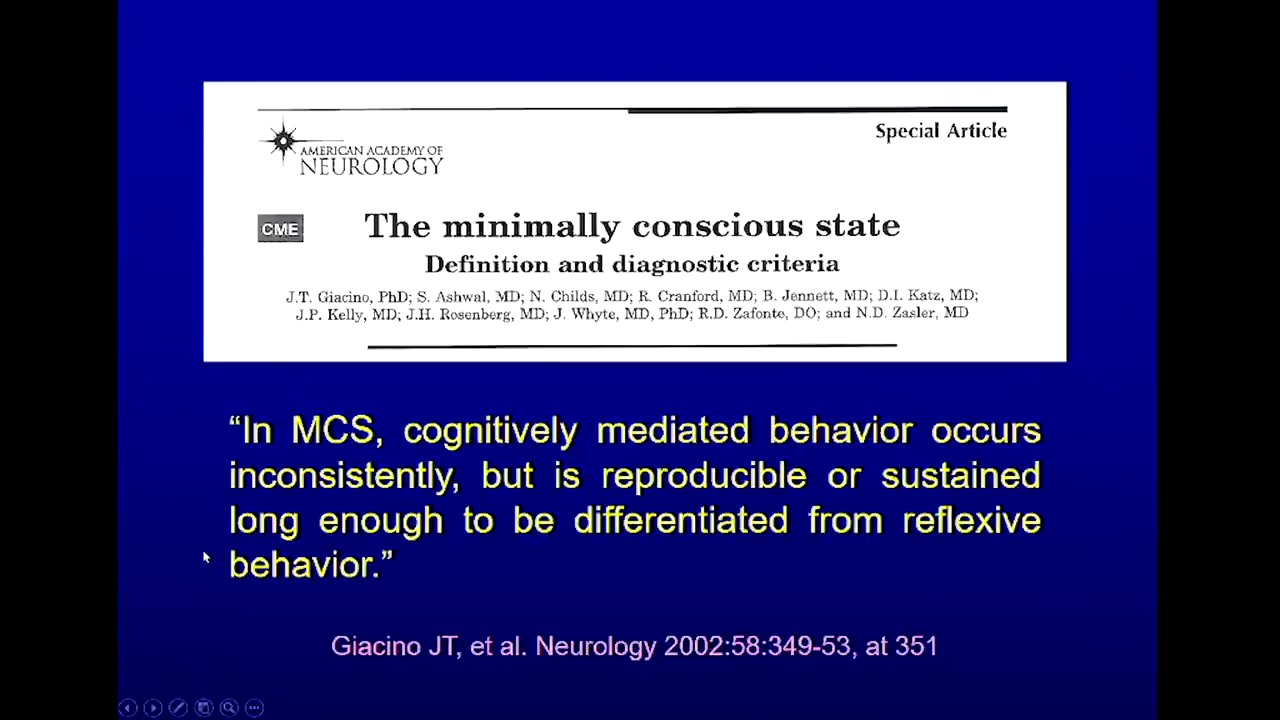 Special Article
AMERICAN ACADEMY OF
NEUROLOGY
CME
The minimally conscious state
Definition and diagnostic criteria
J.T. Giacino, PhD; S. Ashwal, MD; N. Childs, MD; R. Cranford, MD; B. Jennett, MD; D.I. Katz, MD;
J.P. Kelly, MD; J.H. Rosenberg, MD; J. Whyte, MD, PhD; R.D. Zafonte, DO; and N.D. Zasler, MD
“In MCS, cognitively mediated behavior occurs
inconsistently, but is reproducible or sustained
long enough to be differentiated from reflexive
behavior.”
Giacino JT, et al. Neurology 2002:58:349-53, at 351